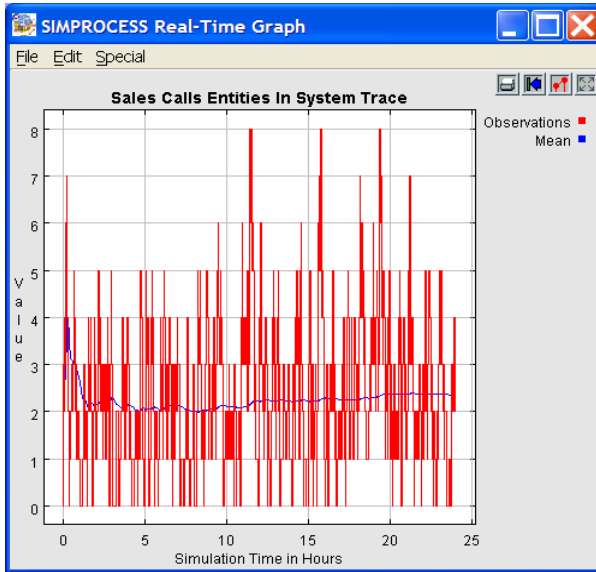 SIMPROCESS Real-Time Graph
File Edit Special
Sales Calls Entities In System Trace
Observations
Mean
8
7
6
5
4
3
2
1
0
Value
0 5 10 15 20 25
Simulation Time in Hours